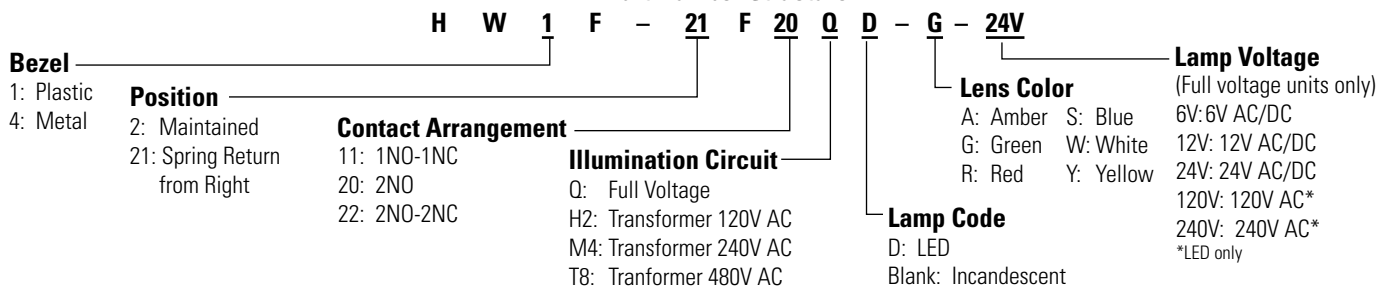 H W 1 F – 21 F 20 Q D – G – 24V
Bezel
1: Plastic
4: Metal
Position
2: Maintained
21: Spring Return
from Right
Contact Arrangement
11: 1NO-1NC
20: 2NO
22: 2NO-2NC
Illumination Circuit
Q: Full Voltage
H2: Transformer 120V AC
M4: Transformer 240V AC
T8: Tranformer 480V AC
Lamp Code
D: LED
Blank: Incandescent
Lens Color
A: Amber S: Blue
G: Green W: White
R: Red Y: Yellow
Lamp Voltage
(Full voltage units only)
6V: 6V AC/DC
12V: 12V AC/DC
24V: 24V AC/DC
120V: 120V AC*
240V: 240V AC*
*LED only